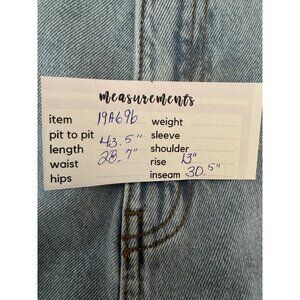 measurements
item 19A69b weight
pit to pit sleeve
length 43.5" shoulder
waist 28.7" rise 13"
hips inseam 30.5"